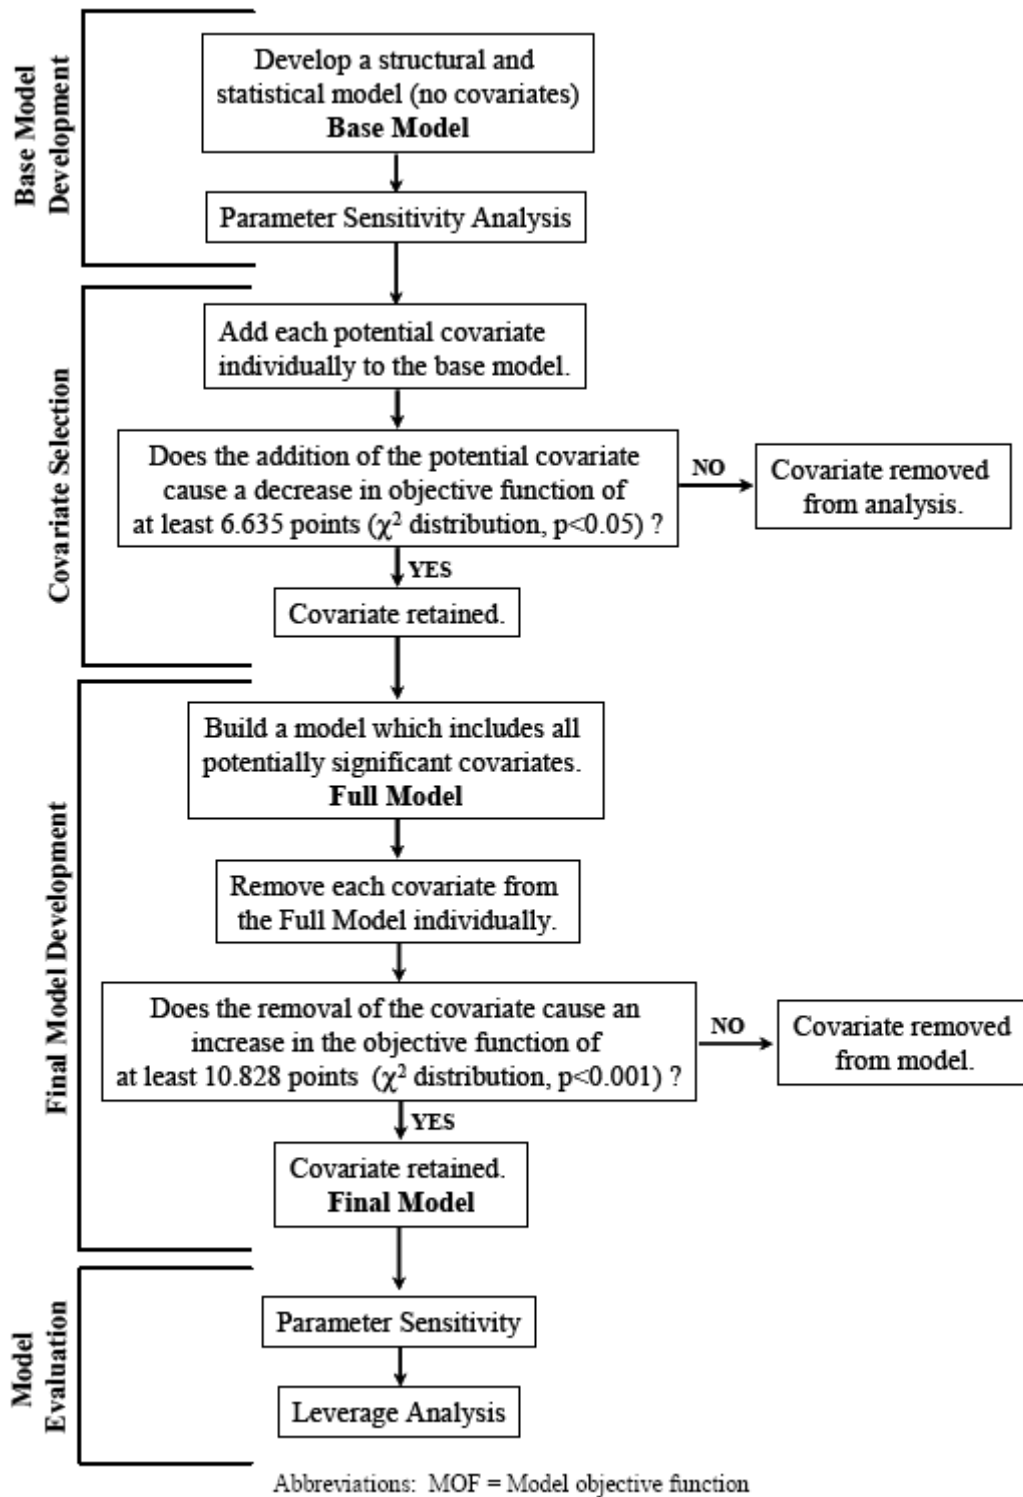 Base Model
Development
Develop a structural and
statistical model (no covariates)
Base Model
Parameter Sensitivity Analysis
Covariate Selection
Add each potential covariate
individually to the base model.
Does the addition of the potential covariate
cause a decrease in objective function of
at least 6.635 points (χ² distribution, p<0.05) ?
NO
Covariate removed
from analysis.
YES
Covariate retained.
Final Model Development
Build a model which includes all
potentially significant covariates.
Full Model
Remove each covariate from
the Full Model individually.
Does the removal of the covariate cause an
increase in the objective function of
at least 10.828 points (χ² distribution, p<0.001) ?
NO
Covariate removed
from model.
YES
Covariate retained.
Final Model
Model
Evaluation
Parameter Sensitivity
Leverage Analysis
Abbreviations: MOF = Model objective function